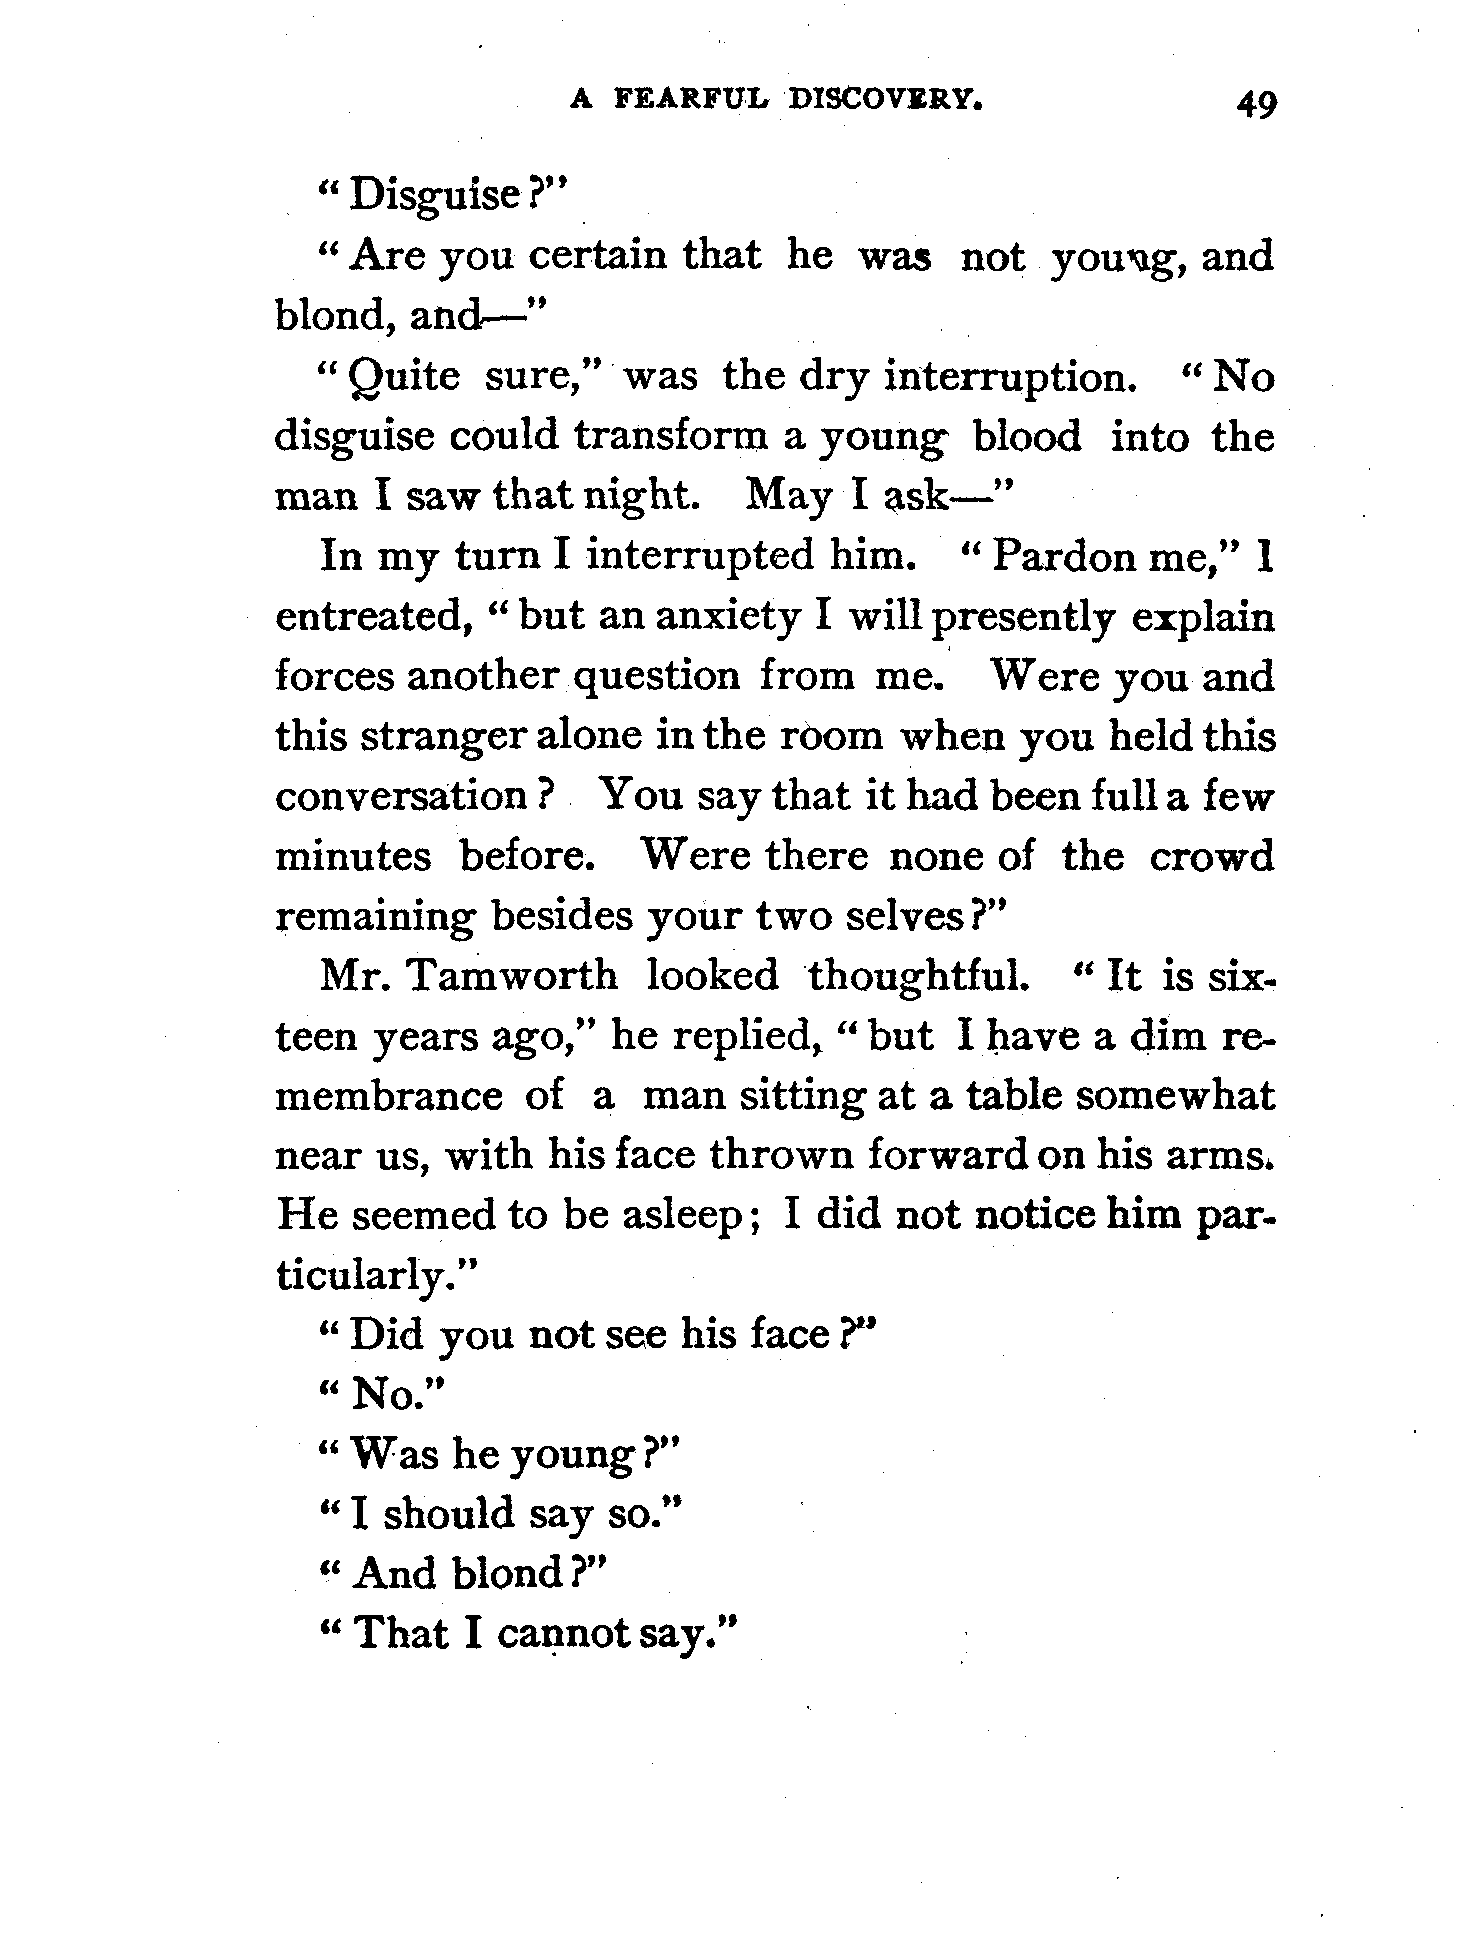 A FEARFUL DISCOVERY. 49
“Disguise?”
“Are you certain that he was not young, and
blond, and—”
“Quite sure,” was the dry interruption. “No
disguise could transform a young blood into the
man I saw that night. May I ask—”
In my turn I interrupted him. “Pardon me,” I
entreated, “but an anxiety I will presently explain
forces another question from me. Were you and
this stranger alone in the room when you held this
conversation? You say that it had been full a few
minutes before. Were there none of the crowd
remaining besides your two selves?”
Mr. Tamworth looked thoughtful. “It is six-
teen years ago,” he replied, “but I have a dim re-
membrance of a man sitting at a table somewhat
near us, with his face thrown forward on his arms.
He seemed to be asleep; I did not notice him par-
ticularly.”
“Did you not see his face?”
“No.”
“Was he young?”
“I should say so.”
“And blond?”
“That I cannot say.”